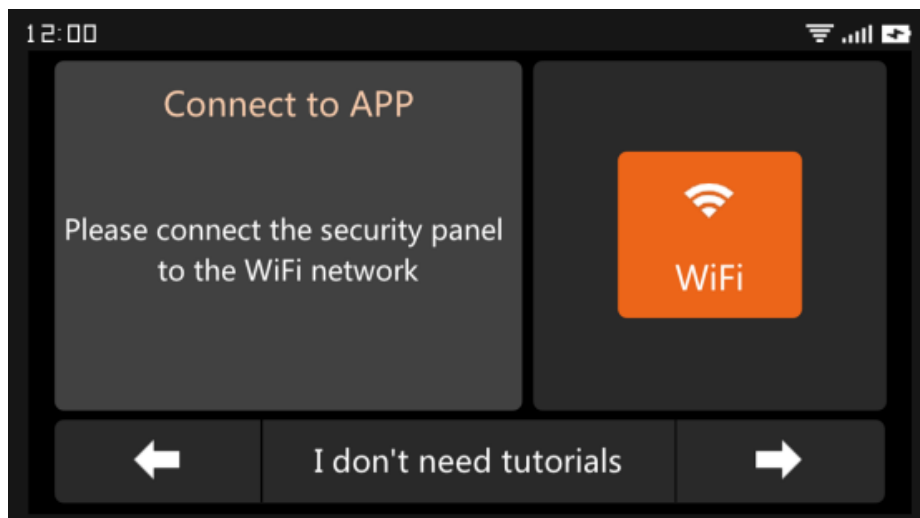 12:00
Connect to APP
Please connect the security panel
to the WiFi network
WiFi
I don't need tutorials